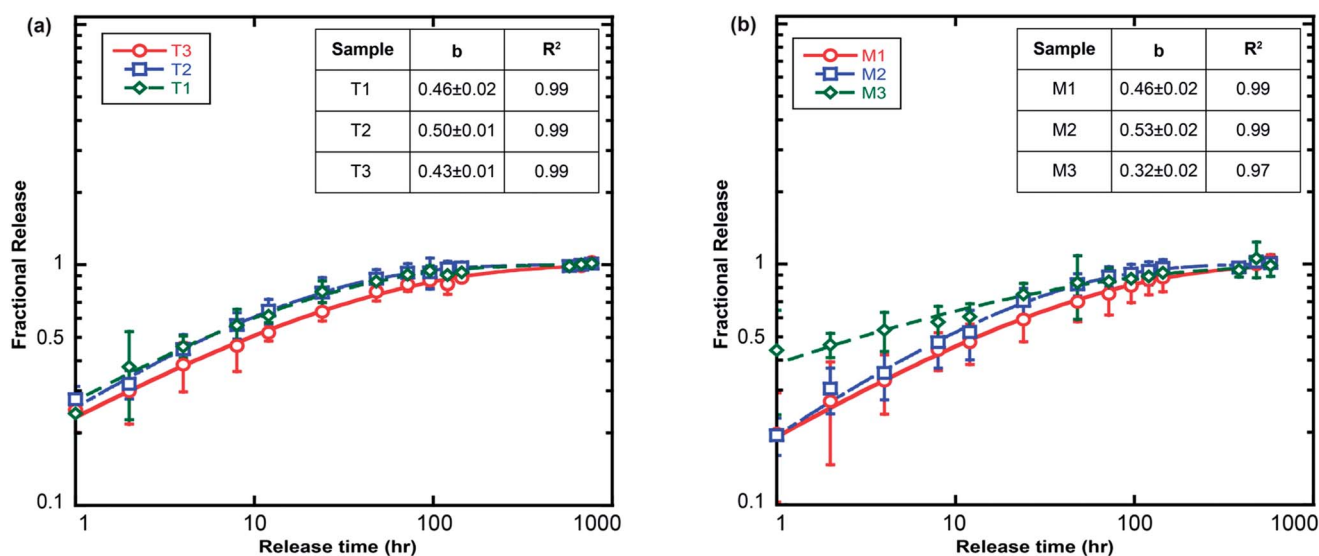 (a)
T3
T2
T1
Sample b R²
T1 0.46±0.02 0.99
T2 0.50±0.01 0.99
T3 0.43±0.01 0.99
Fractional Release
1
0.5
0.1
1 10 100 1000
Release time (hr)
(b)
M1
M2
M3
Sample b R²
M1 0.46±0.02 0.99
M2 0.53±0.02 0.99
M3 0.32±0.02 0.97
Fractional Release
1
0.5
0.1
1 10 100 1000
Release time (hr)